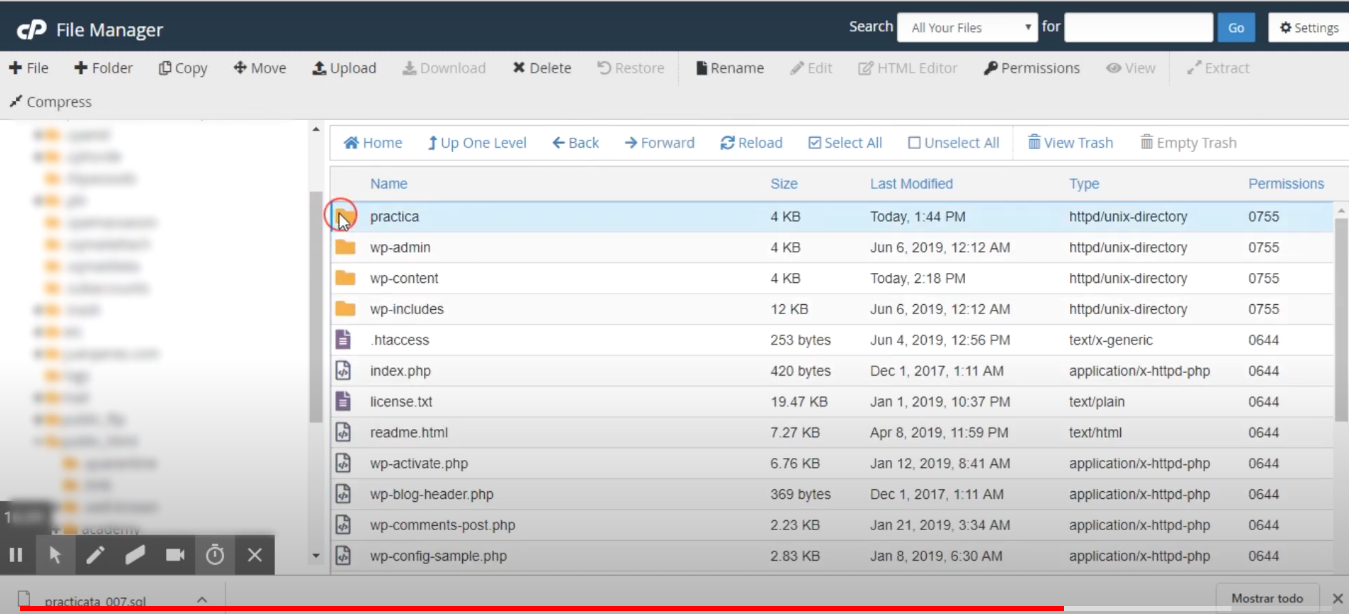 cP File Manager
Search All Your Files for Go Settings
File Folder Copy Move Upload Download Delete Restore Rename Edit HTML Editor Permissions View Extract
Compress
Home Up One Level Back Forward Reload Select All Unselect All View Trash Empty Trash
Name Size Last Modified Type Permissions
practica 4 KB Today, 1:44 PM httpd/unix-directory 0755
wp-admin 4 KB Jun 6, 2019, 12:12 AM httpd/unix-directory 0755
wp-content 4 KB Today, 2:18 PM httpd/unix-directory 0755
wp-includes 12 KB Jun 6, 2019, 12:12 AM httpd/unix-directory 0755
.htaccess 253 bytes Jun 4, 2019, 12:56 PM text/x-generic 0644
index.php 420 bytes Dec 1, 2017, 1:11 AM application/x-httpd-php 0644
license.txt 19.47 KB Jan 1, 2019, 10:37 PM text/plain 0644
readme.html 7.27 KB Apr 8, 2019, 11:59 PM text/html 0644
wp-activate.php 6.76 KB Jan 12, 2019, 8:41 AM application/x-httpd-php 0644
wp-blog-header.php 369 bytes Dec 1, 2017, 1:11 AM application/x-httpd-php 0644
wp-comments-post.php 2.23 KB Jan 21, 2019, 3:34 AM application/x-httpd-php 0644
academy
wp-config-sample.php 2.83 KB Jan 8, 2019, 6:30 AM application/x-httpd-php 0644
practicata_007.sql Mostrar todo